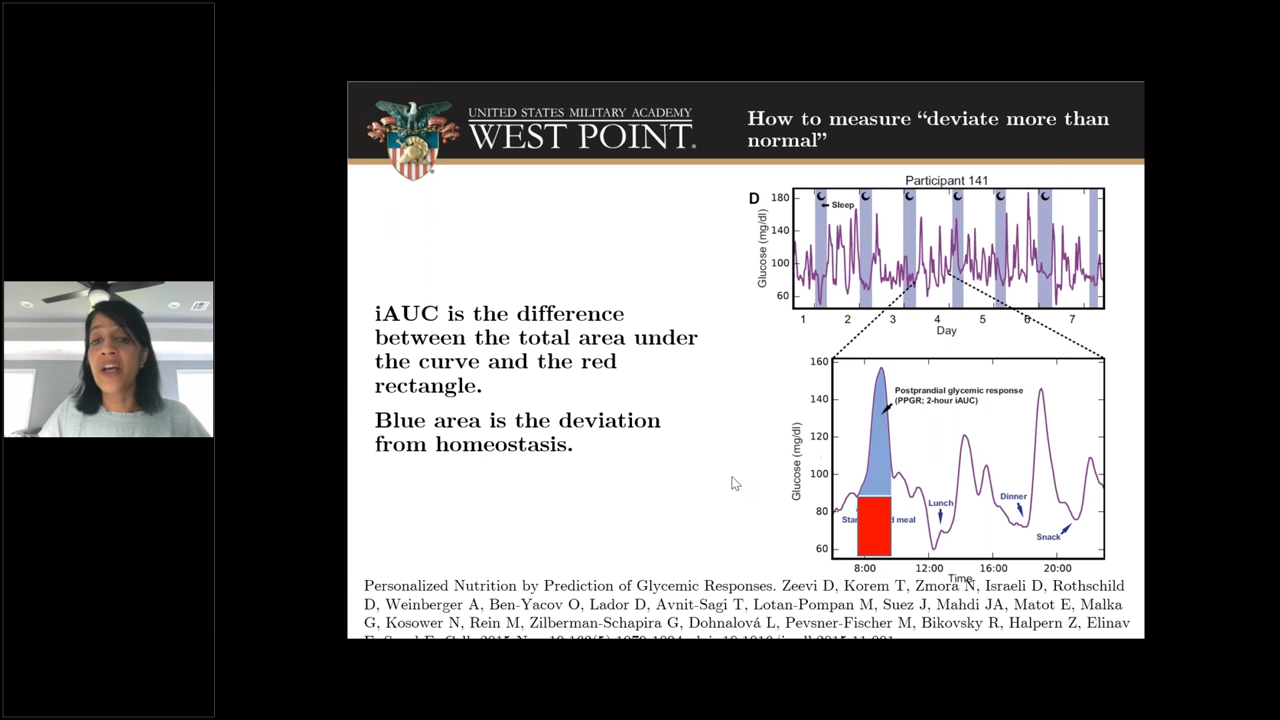 UNITED STATES MILITARY ACADEMY
WEST POINT.
How to measure “deviate more than
normal”
iAUC is the difference
between the total area under
the curve and the red
rectangle.
Blue area is the deviation
from homeostasis.
Participant 141
D
180
140
100
60
Glucose (mg/dl)
Sleep
1 2 3 4 5 6 7
Day
160
140
120
100
80
60
Glucose (mg/dl)
Postprandial glycemic response
(PPGR; 2-hour iAUC)
meal
Lunch
Dinner
Snack
8:00 12:00 16:00 20:00
Time
Personalized Nutrition by Prediction of Glycemic Responses. Zeevi D, Korem T, Zmora N, Israeli D, Rothschild
D, Weinberger A, Ben-Yacov O, Lador D, Avnit-Sagi T, Lotan-Pompan M, Suez J, Mahdi JA, Matot E, Malka
G, Kosower N, Rein M, Zilberman-Schapira G, Dohnalová L, Pevsner-Fischer M, Bikovsky R, Halpern Z, Elinav